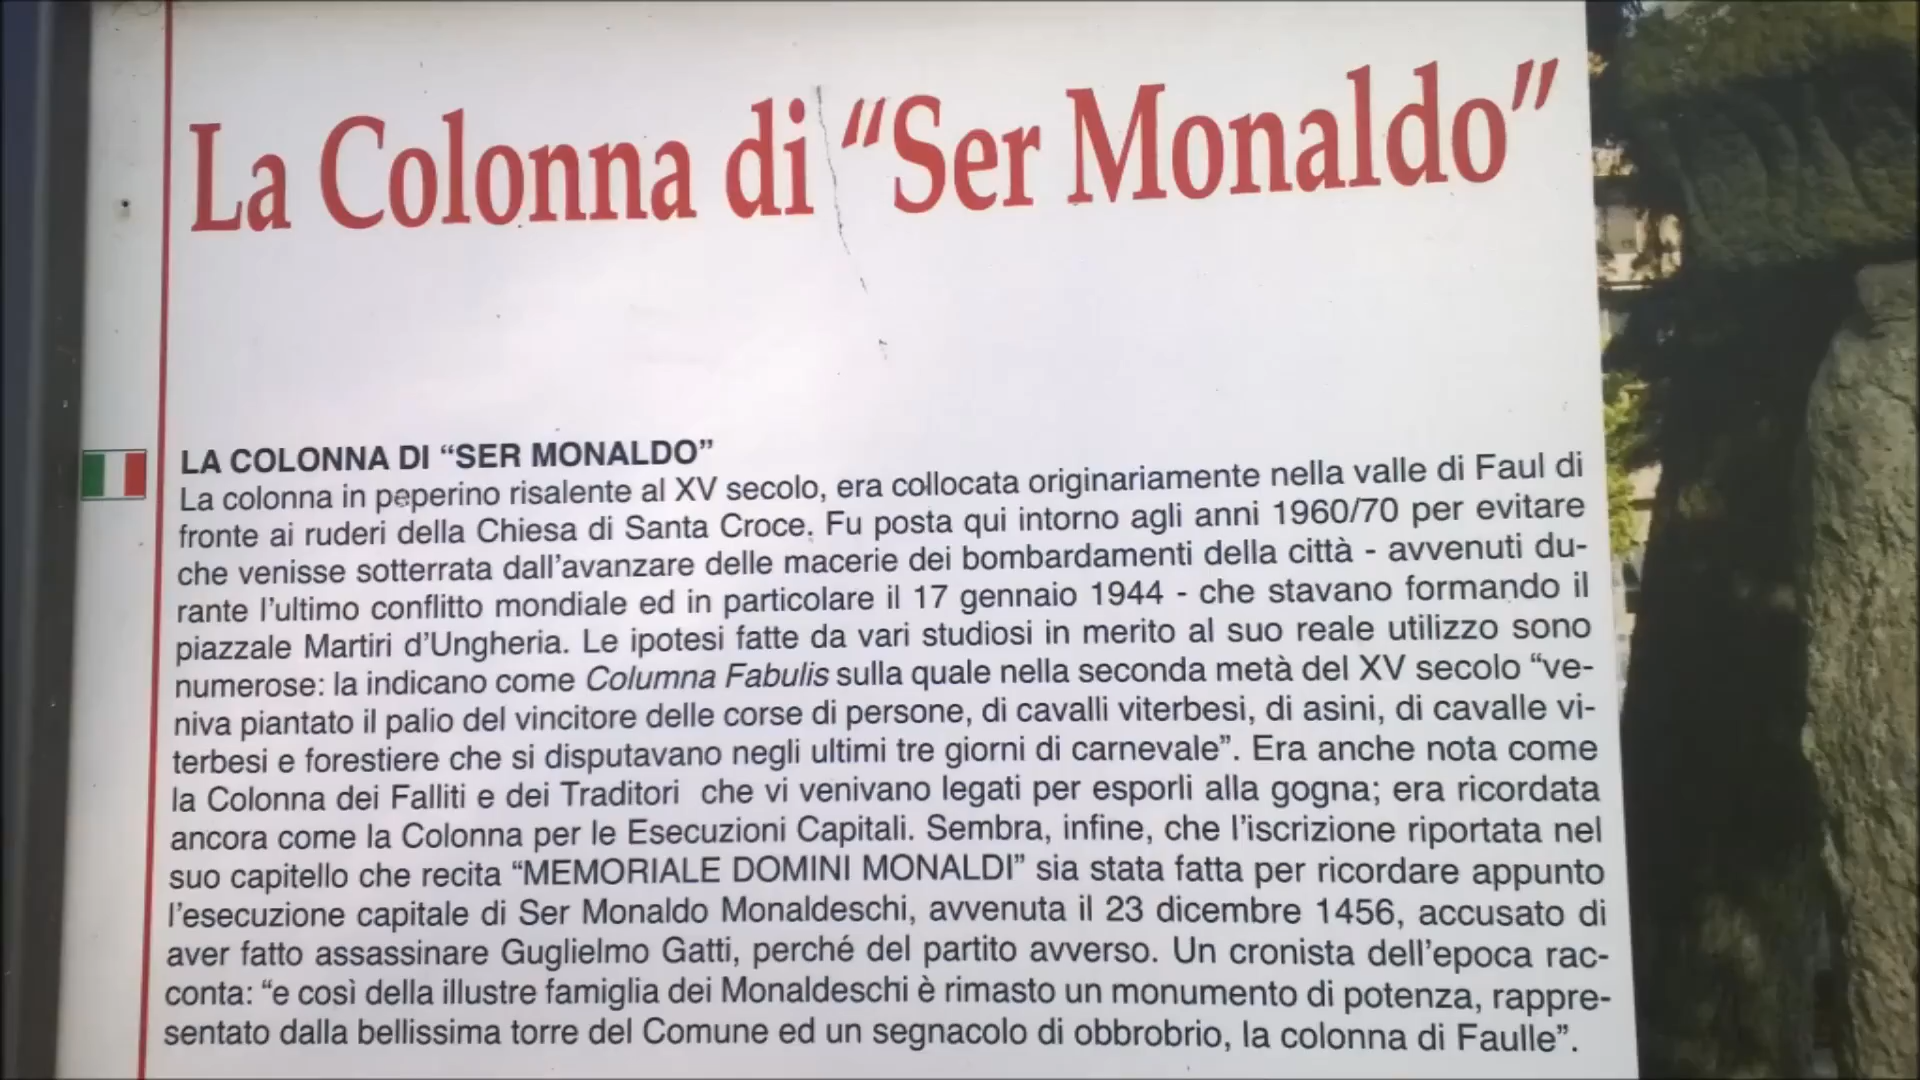 La Colonna di “Ser Monaldo”
LA COLONNA DI “SER MONALDO”
La colonna in peperino risalente al XV secolo, era collocata originariamente nella valle di Faul di
fronte ai ruderi della Chiesa di Santa Croce. Fu posta qui intorno agli anni 1960/70 per evitare
che venisse sotterrata dall’avanzare delle macerie dei bombardamenti della città - avvenuti du-
rante l’ultimo conflitto mondiale ed in particolare il 17 gennaio 1944 - che stavano formando il
piazzale Martiri d’Ungheria. Le ipotesi fatte da vari studiosi in merito al suo reale utilizzo sono
numerose: la indicano come Columna Fabulis sulla quale nella seconda metà del XV secolo “ve-
niva piantato il palio del vincitore delle corse di persone, di cavalli viterbesi, di asini, di cavalle vi-
terbesi e forestiere che si disputavano negli ultimi tre giorni di carnevale”. Era anche nota come
la Colonna dei Falliti e dei Traditori che vi venivano legati per esporli alla gogna; era ricordata
ancora come la Colonna per le Esecuzioni Capitali. Sembra, infine, che l’iscrizione riportata nel
suo capitello che recita “MEMORIALE DOMINI MONALDI” sia stata fatta per ricordare appunto
l’esecuzione capitale di Ser Monaldo Monaldeschi, avvenuta il 23 dicembre 1456, accusato di
aver fatto assassinare Guglielmo Gatti, perché del partito avverso. Un cronista dell’epoca rac-
conta: “e così della illustre famiglia dei Monaldeschi è rimasto un monumento di potenza, rappre-
sentato dalla bellissima torre del Comune ed un segnacolo di obbrobrio, la colonna di Faulle”.